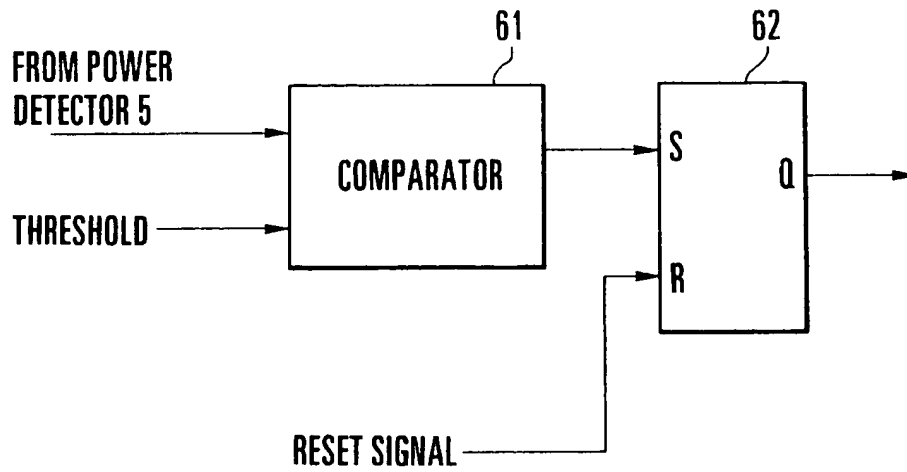 61
62
FROM POWER
DETECTOR 5
COMPARATOR
THRESHOLD
S
Q
R
RESET SIGNAL